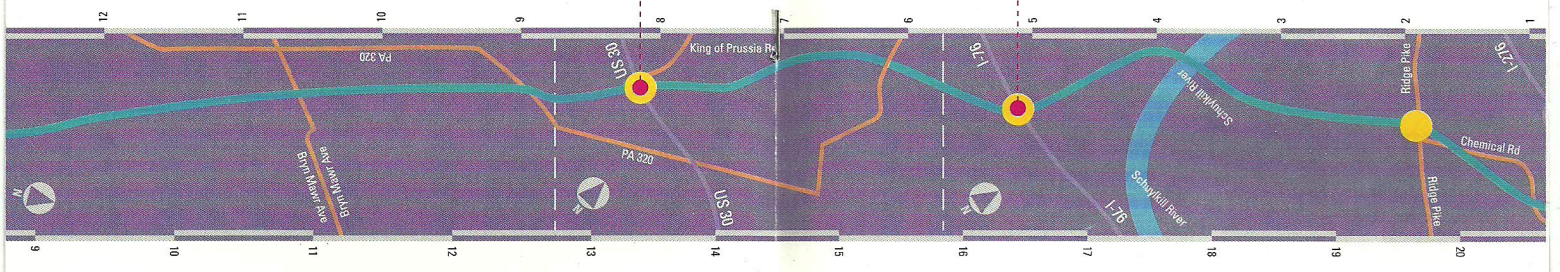 12
11
10
9
8
7
6
5
4
3
2
1
PA 320
US 30
King of Prussia Rd
I-76
Schuylkill River
Ridge Pike
I-276
Bryn Mawr Ave
Bryn Mawr Ave
PA 320
US 30
Schuylkill River
I-76
Chemical Rd
Ridge Pike
N
N
N
9
10
11
12
13
14
15
16
17
18
19
20